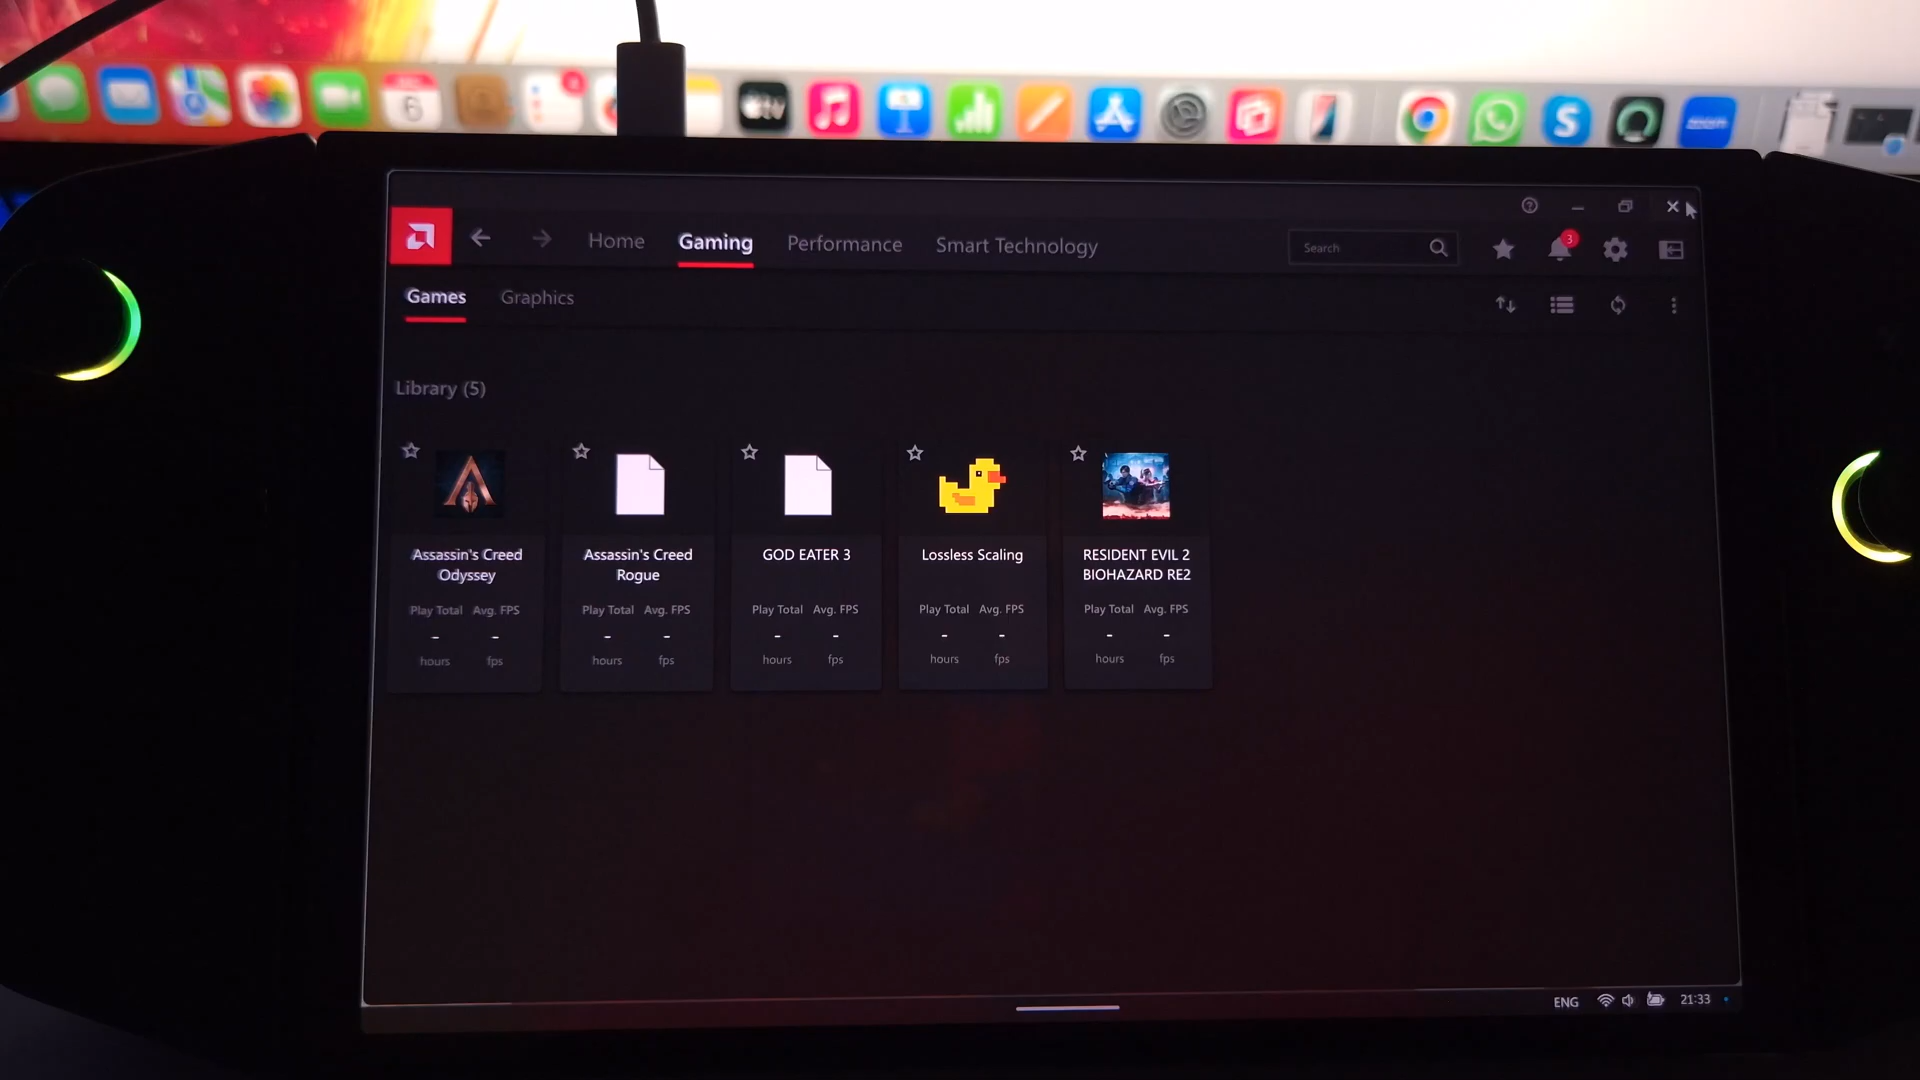 6
tv
S
zoom
Home Gaming Performance Smart Technology
Search
3
Games Graphics
Library (5)
Assassin's Creed
Odyssey
Play Total Avg. FPS
- -
hours fps
Assassin's Creed
Rogue
Play Total Avg. FPS
- -
hours fps
GOD EATER 3
Play Total Avg. FPS
- -
hours fps
Lossless Scaling
Play Total Avg. FPS
- -
hours fps
RESIDENT EVIL 2
BIOHAZARD RE2
Play Total Avg. FPS
- -
hours fps
ENG 21:33